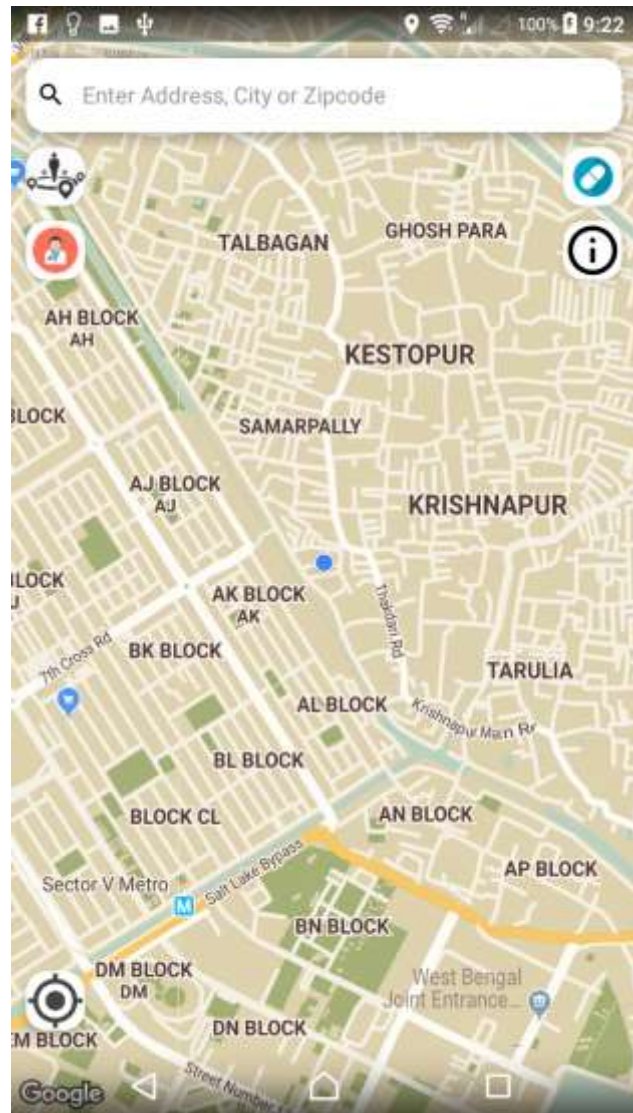 100% 9:22
Enter Address, City or Zipcode
TALBAGAN
GHOSH PARA
AH BLOCK
AH
KESTOPUR
BLOCK
SAMARPALLY
AJ BLOCK
AJ
KRISHNAPUR
LOCK
AK BLOCK
AK
Thakdari Rd
7th Cross Rd
BK BLOCK
TARULIA
AL BLOCK
Krishnapur Main Rd
BL BLOCK
BLOCK CL
AN BLOCK
Salt Lake Bypass
AP BLOCK
Sector V Metro
M
BN BLOCK
DM BLOCK
DM
West Bengal
Joint Entrance...
DN BLOCK
EM BLOCK
Street Number
Google